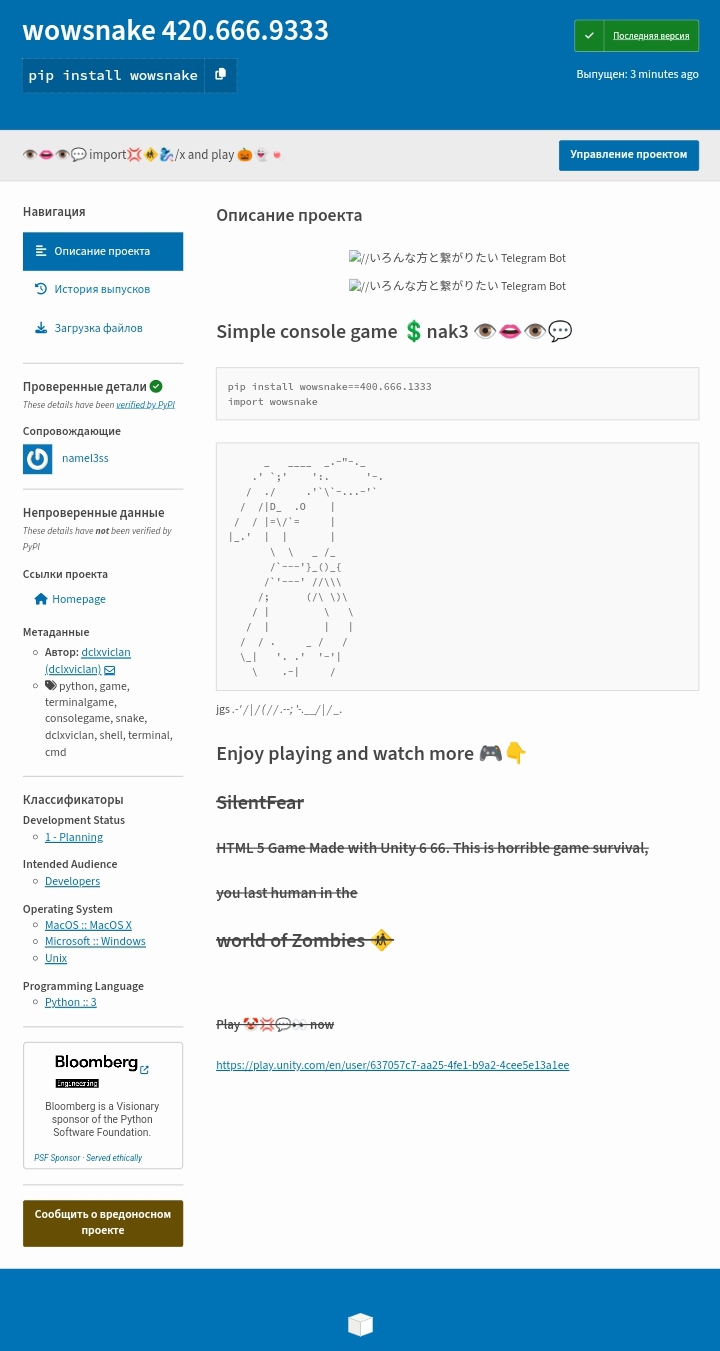 wowsnake 420.666.9333
Последняя версия
pip install wowsnake
Выпущен: 3 minutes ago
👁️👄👁️💬 import💢🚸🧞/x and play 🎃👻🍬
Управление проектом
Навигация
Описание проекта
История выпусков
Загрузка файлов
Проверенные детали
These details have been verified by PyPI
Сопровождающие
namel3ss
Непроверенные данные
These details have not been verified by
PyPI
Ссылки проекта
Homepage
Метаданные
Автор: dclxviclan
(dclxviclan)
python, game,
terminalgame,
consolegame, snake,
dclxviclan, shell, terminal,
cmd
Классификаторы
Development Status
1 - Planning
Intended Audience
Developers
Operating System
MacOS :: MacOS X
Microsoft :: Windows
Unix
Programming Language
Python :: 3
Bloomberg
Engineering
Bloomberg is a Visionary
sponsor of the Python
Software Foundation.
PSF Sponsor · Served ethically
Сообщить о вредоносном
проекте
Описание проекта
//いろんな方と繋がりたい Telegram Bot
//いろんな方と繋がりたい Telegram Bot
Simple console game 💲nak3 👁️👄👁️💬
pip install wowsnake==400.666.1333
import wowsnake
jgs .-'/|/(//.--; '-.__/|/_.
Enjoy playing and watch more 🎮👇
SilentFear
HTML 5 Game Made with Unity 6 66. This is horrible game survival,
you last human in the
world of Zombies 🚸
Play 🤡💢💬👀 now
https://play.unity.com/en/user/637057c7-aa25-4fe1-b9a2-4cee5e13a1ee